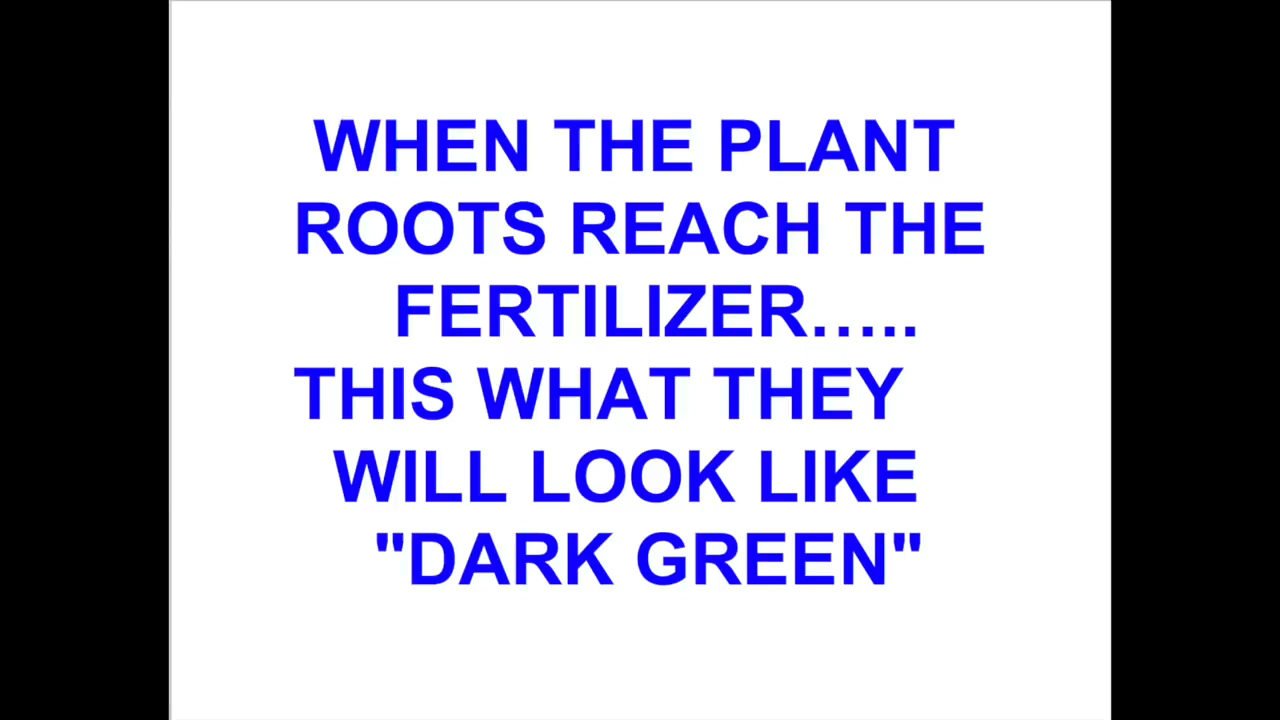 WHEN THE PLANT
ROOTS REACH THE
FERTILIZER.....
THIS WHAT THEY
WILL LOOK LIKE
"DARK GREEN"